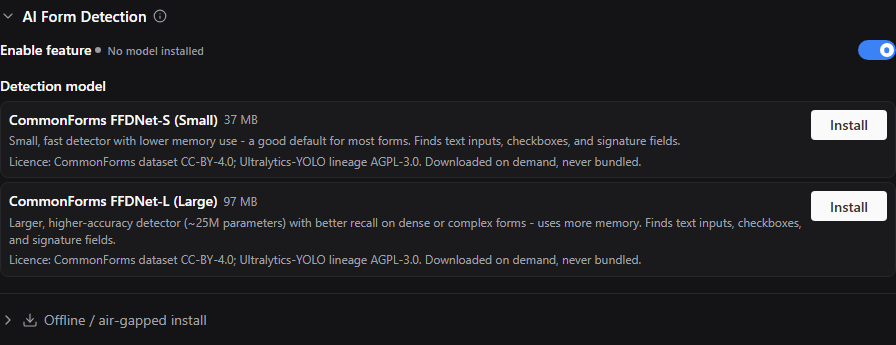 AI Form Detection
Enable feature No model installed
Detection model
CommonForms FFDNet-S (Small) 37 MB
Install
Small, fast detector with lower memory use - a good default for most forms. Finds text inputs, checkboxes, and signature fields.
Licence: CommonForms dataset CC-BY-4.0; Ultralytics-YOLO lineage AGPL-3.0. Downloaded on demand, never bundled.
CommonForms FFDNet-L (Large) 97 MB
Install
Larger, higher-accuracy detector (~25M parameters) with better recall on dense or complex forms - uses more memory. Finds text inputs, checkboxes,
and signature fields.
Licence: CommonForms dataset CC-BY-4.0; Ultralytics-YOLO lineage AGPL-3.0. Downloaded on demand, never bundled.
Offline / air-gapped install